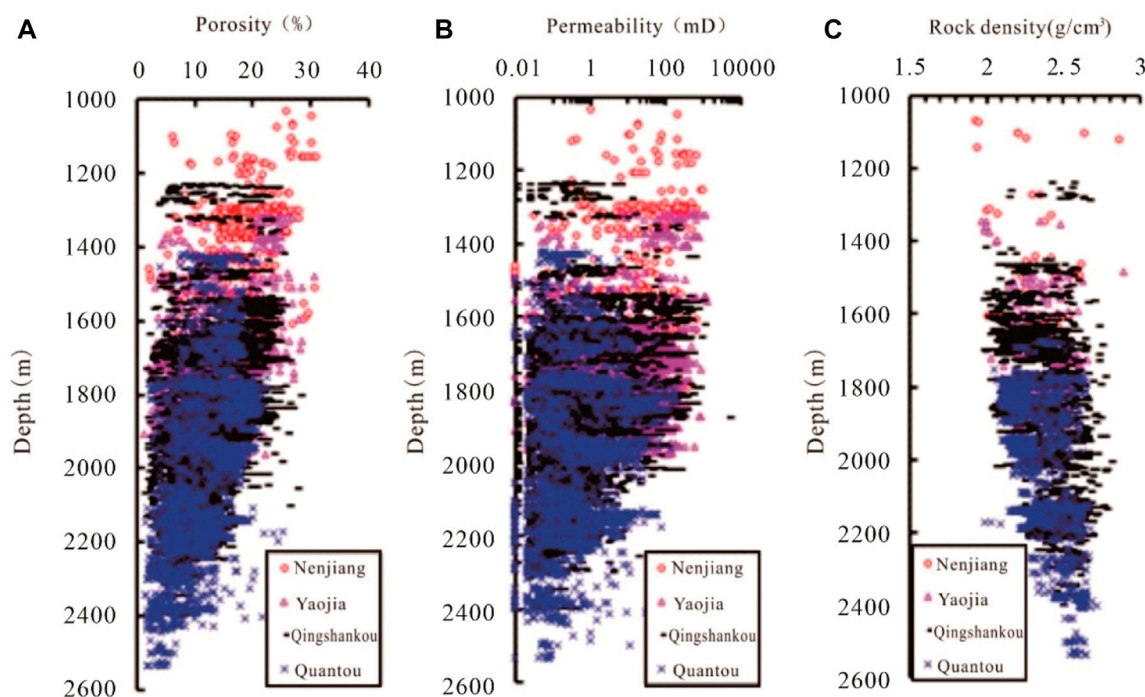 A
Porosity (%)
0 10 20 30 40
1000
1200
1400
1600
1800
2000
2200
2400
2600
Depth (m)
Nenjiang
Yaojia
Qingshankou
Quantou
B
Permeability (mD)
0.01 1 100 10000
1000
1200
1400
1600
1800
2000
2200
2400
2600
Depth (m)
Nenjiang
Yaojia
Qingshankou
Quantou
C
Rock density(g/cm³)
1.5 2 2.5 3
1000
1200
1400
1600
1800
2000
2200
2400
2600
Depth (m)
Nenjiang
Yaojia
Qingshankou
Quantou